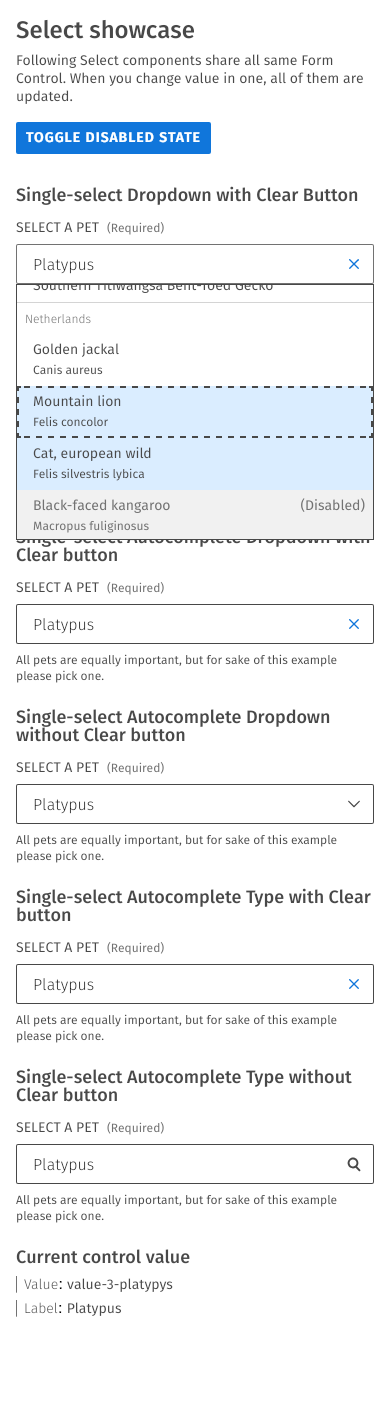 Select showcase
Following Select components share all same Form
Control. When you change value in one, all of them are
updated.
TOGGLE DISABLED STATE
Single-select Dropdown with Clear Button
SELECT A PET (Required)
Platypus
Southern Titiwangsa Bent-Toed Gecko
Netherlands
Golden jackal
Canis aureus
Mountain lion
Felis concolor
Cat, european wild
Felis silvestris lybica
Black-faced kangaroo (Disabled)
Macropus fuliginosus
Single-select Autocomplete Dropdown with
Clear button
SELECT A PET (Required)
Platypus
All pets are equally important, but for sake of this example
please pick one.
Single-select Autocomplete Dropdown
without Clear button
SELECT A PET (Required)
Platypus
All pets are equally important, but for sake of this example
please pick one.
Single-select Autocomplete Type with Clear
button
SELECT A PET (Required)
Platypus
All pets are equally important, but for sake of this example
please pick one.
Single-select Autocomplete Type without
Clear button
SELECT A PET (Required)
Platypus
All pets are equally important, but for sake of this example
please pick one.
Current control value
Value: value-3-platypys
Label: Platypus